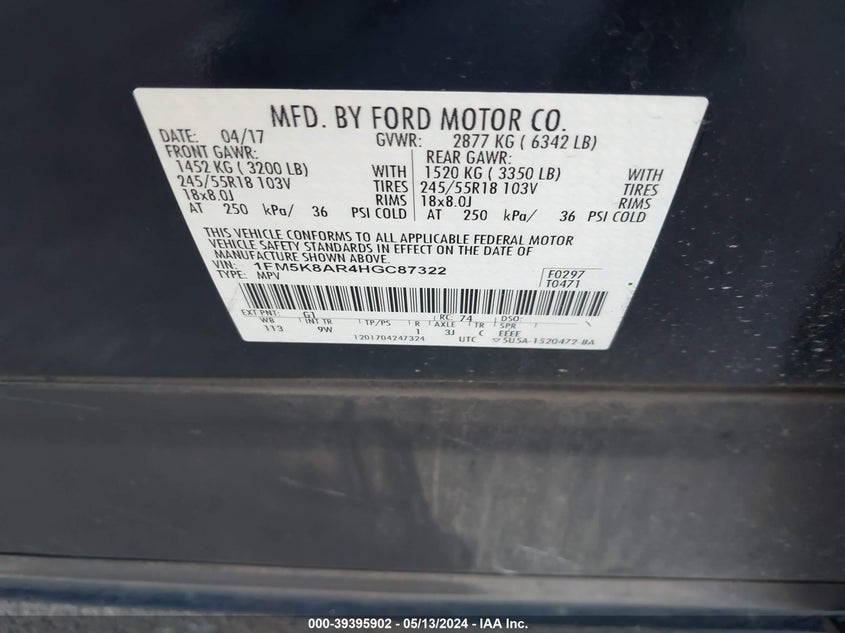 MFD. BY FORD MOTOR CO.
DATE: 04/17 GVWR: 2877 KG ( 6342 LB)
FRONT GAWR: REAR GAWR:
1452 KG ( 3200 LB) WITH 1520 KG ( 3350 LB) WITH
245/55R18 103V TIRES 245/55R18 103V TIRES
18x8.0J RIMS 18x8.0J RIMS
AT 250 kPa/ 36 PSI COLD AT 250 kPa/ 36 PSI COLD
THIS VEHICLE CONFORMS TO ALL APPLICABLE FEDERAL MOTOR
VEHICLE SAFETY STANDARDS IN EFFECT ON THE DATE OF
MANUFACTURE SHOWN ABOVE.
VIN: 1FM5K8AR4HGC87322 F0297
TYPE: MPV T0471
EXT PNT: G1 RC: 74 DSO:
WB INT TR TP/PS R AXLE TR SPR
113 9W 1 3J C EEEE
1201704247324 UTC ▽5U5A-1520472-BA
000-39395902 - 05/13/2024 - IAA Inc.